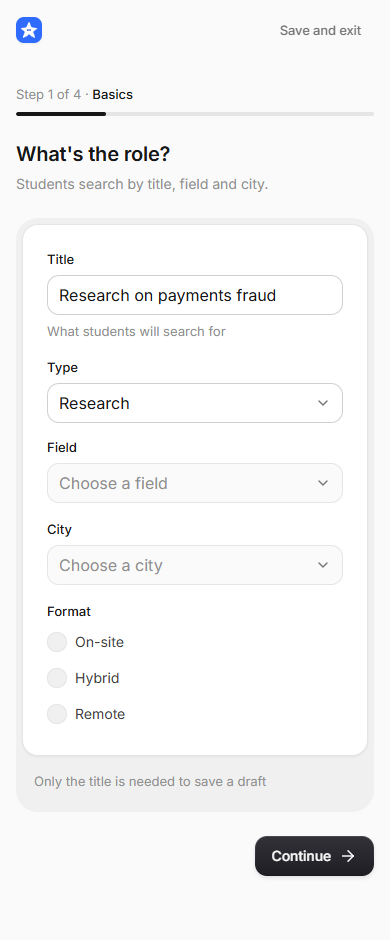 Save and exit
Step 1 of 4 · Basics
What's the role?
Students search by title, field and city.
Title
Research on payments fraud
What students will search for
Type
Research
Field
Choose a field
City
Choose a city
Format
On-site
Hybrid
Remote
Only the title is needed to save a draft
Continue